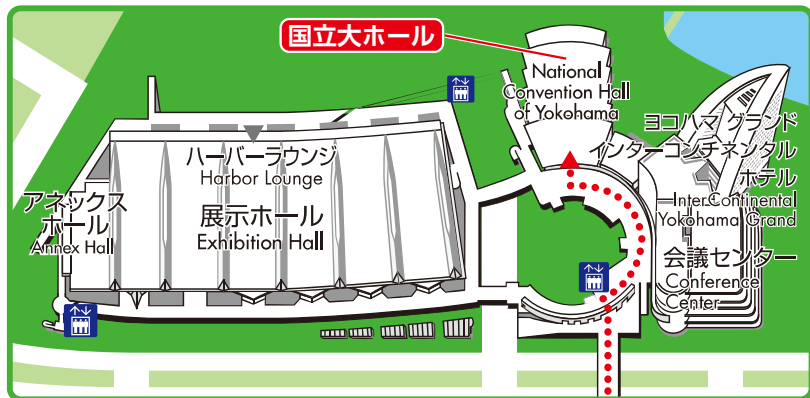 国立大ホール
National
Convention Hall
of Yokohama
ヨコハマ グランド
インターコンチネンタル
ホテル
InterContinental
Yokohama Grand
ハーバーラウンジ
Harbor Lounge
アネックス
ホール
Annex Hall
展示ホール
Exhibition Hall
会議センター
Conference
Center